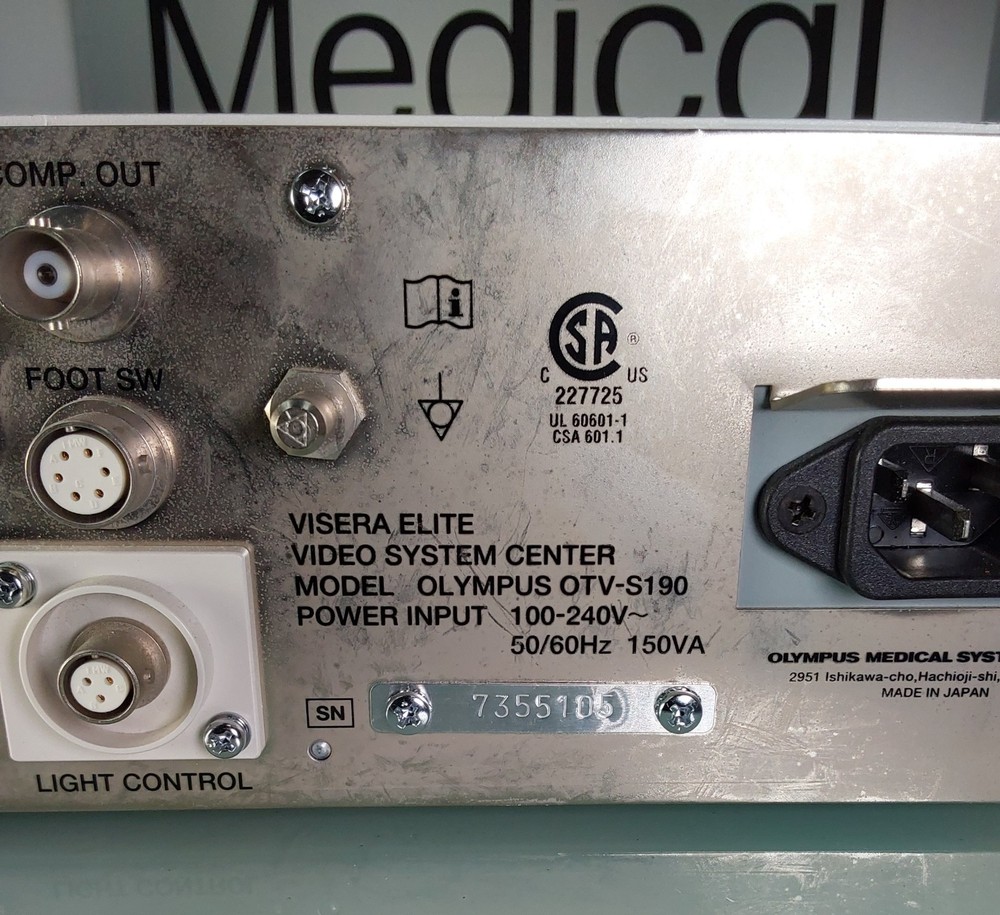 Medical
COMP. OUT
FOOT SW
CSA ®
C US
227725
UL 60601-1
CSA 601.1
VISERA ELITE
VIDEO SYSTEM CENTER
MODEL OLYMPUS OTV-S190
POWER INPUT 100-240V~
50/60Hz 150VA
SN 7355105
LIGHT CONTROL
OLYMPUS MEDICAL SYST
2951 Ishikawa-cho,Hachioji-shi,
MADE IN JAPAN